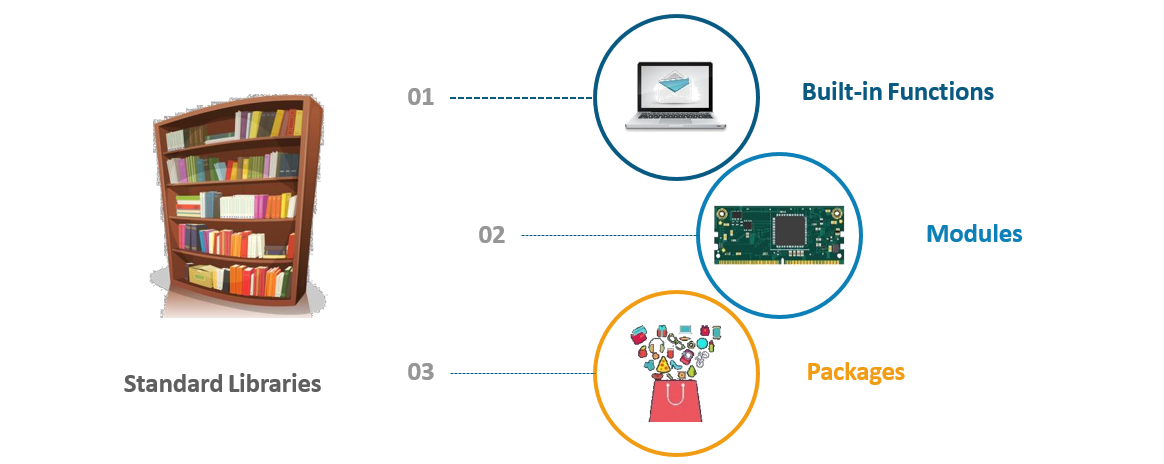 01
Built-in Functions
02
Modules
03
Packages
Standard Libraries